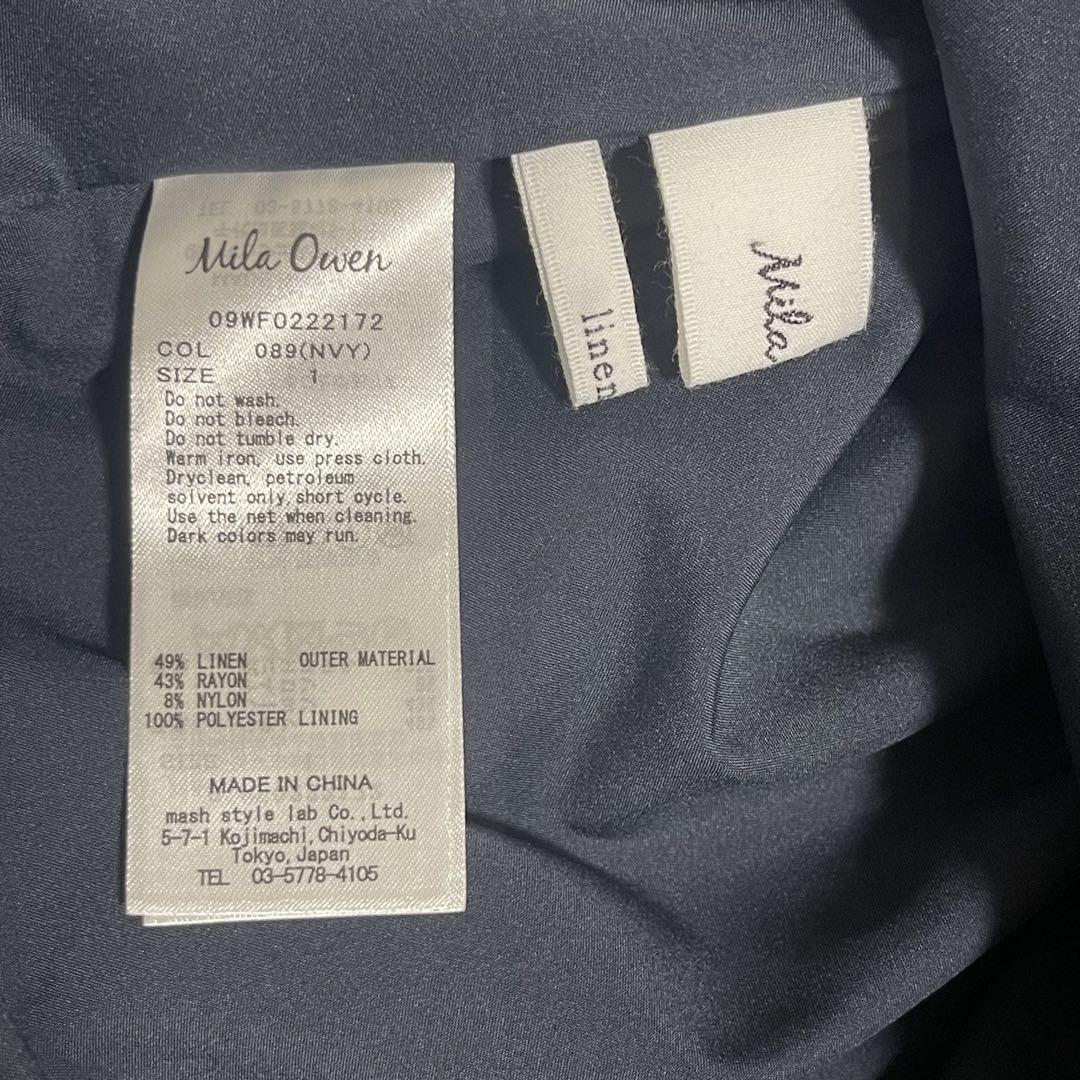 Mila Owen
09WF0222172
COL 089(NVY)
SIZE 1
Do not wash.
Do not bleach.
Do not tumble dry.
Warm iron, use press cloth.
Dryclean, petroleum
solvent only, short cycle.
Use the net when cleaning.
Dark colors may run.
49% LINEN OUTER MATERIAL
43% RAYON
8% NYLON
100% POLYESTER LINING
MADE IN CHINA
mash style lab Co., Ltd.
5-7-1 Kojimachi, Chiyoda-Ku
Tokyo, Japan
TEL 03-5778-4105
linen
Mila